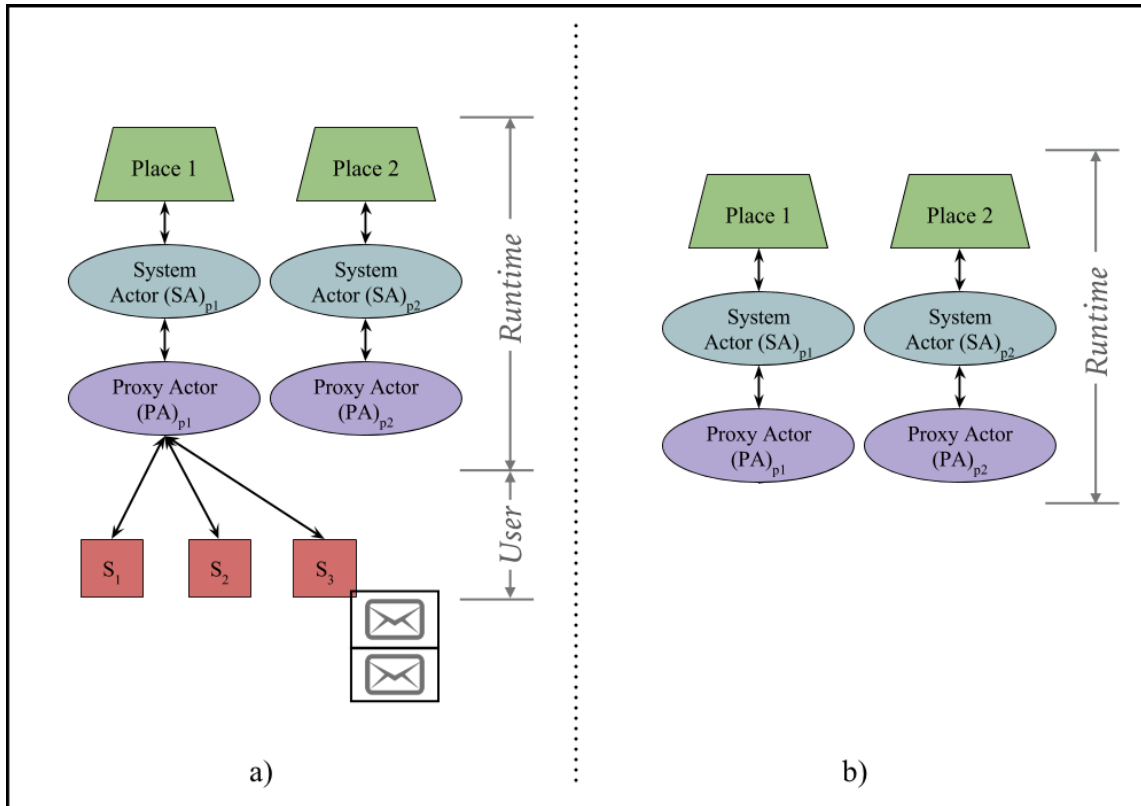 Place 1
Place 2
System
Actor (SA)p1
System
Actor (SA)p2
Proxy Actor
(PA)p1
Proxy Actor
(PA)p2
S1
S2
S3
Runtime
User
a)
Place 1
Place 2
System
Actor (SA)p1
System
Actor (SA)p2
Proxy Actor
(PA)p1
Proxy Actor
(PA)p2
Runtime
b)